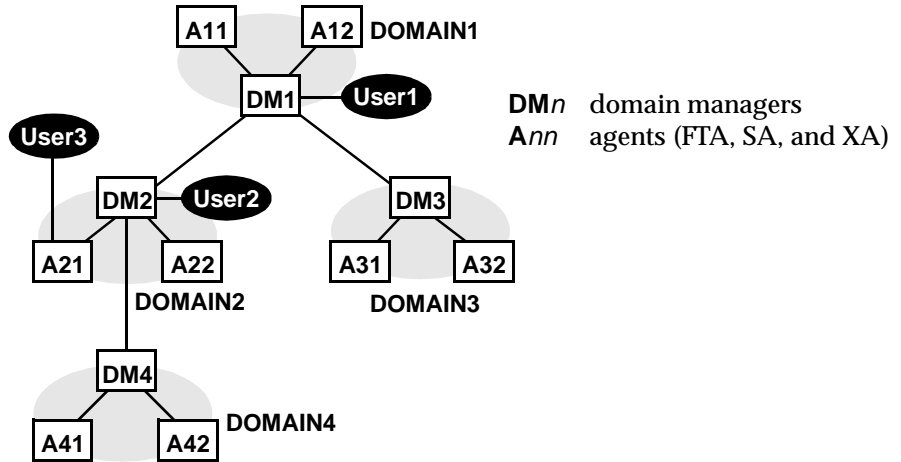 A11 A12 DOMAIN1
DM1 User1
DMn domain managers
Ann agents (FTA, SA, and XA)
User3
DM2 User2 DM3
A21 A22 A31 A32
DOMAIN2 DOMAIN3
DM4
A41 A42 DOMAIN4